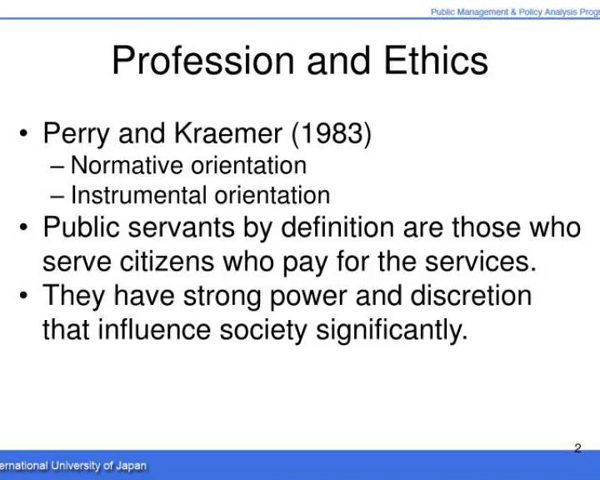 Public Management & Policy Analysis
Profession and Ethics
• Perry and Kraemer (1983)
– Normative orientation
– Instrumental orientation
• Public servants by definition are those who
serve citizens who pay for the services.
• They have strong power and discretion
that influence society significantly.
2
University of Japan